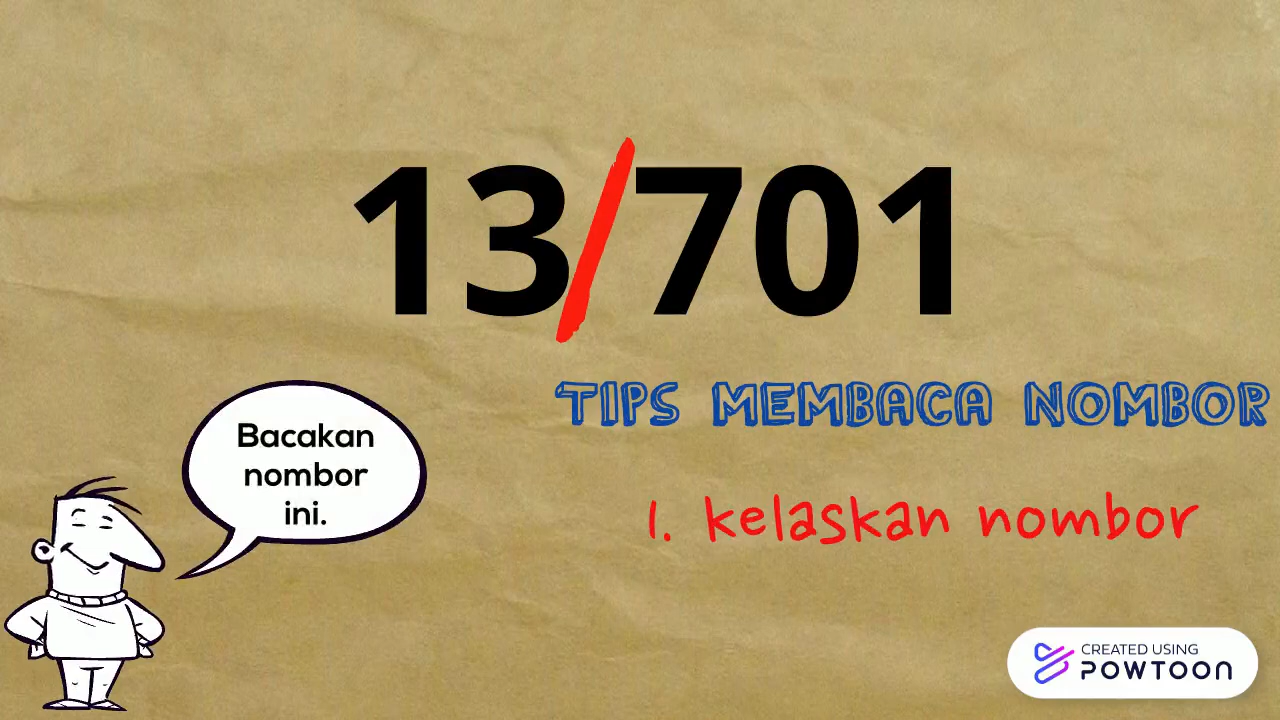 13/701
TIPS MEMBACA NOMBOR
Bacakan
nombor
ini.
1. kelaskan nombor
CREATED USING
POWTOON